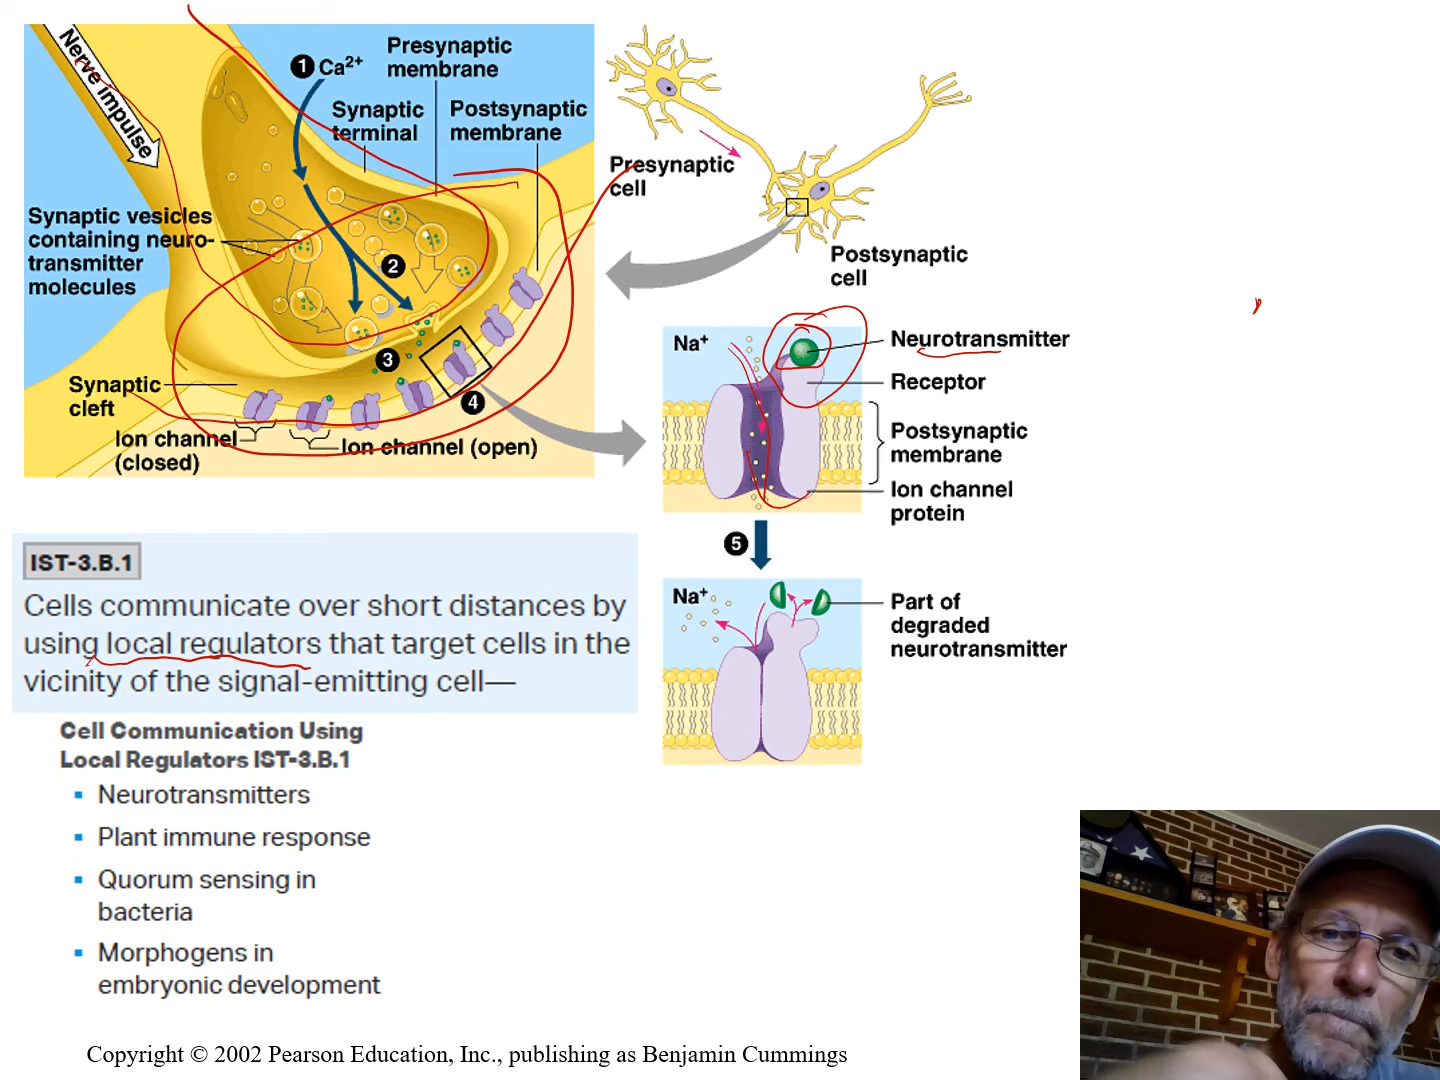 Nerve impulse
1 Ca2+
Presynaptic
membrane
Synaptic
terminal
Postsynaptic
membrane
Synaptic vesicles
containing neuro-
transmitter
molecules
2
3
4
Synaptic
cleft
Ion channel
(closed)
Ion channel (open)
Presynaptic
cell
Postsynaptic
cell
Na+
Neurotransmitter
Receptor
Postsynaptic
membrane
Ion channel
protein
5
Na+
Part of
degraded
neurotransmitter
IST-3.B.1
Cells communicate over short distances by
using local regulators that target cells in the
vicinity of the signal-emitting cell—
Cell Communication Using
Local Regulators IST-3.B.1
▪ Neurotransmitters
▪ Plant immune response
▪ Quorum sensing in
bacteria
▪ Morphogens in
embryonic development
Copyright © 2002 Pearson Education, Inc., publishing as Benjamin Cummings